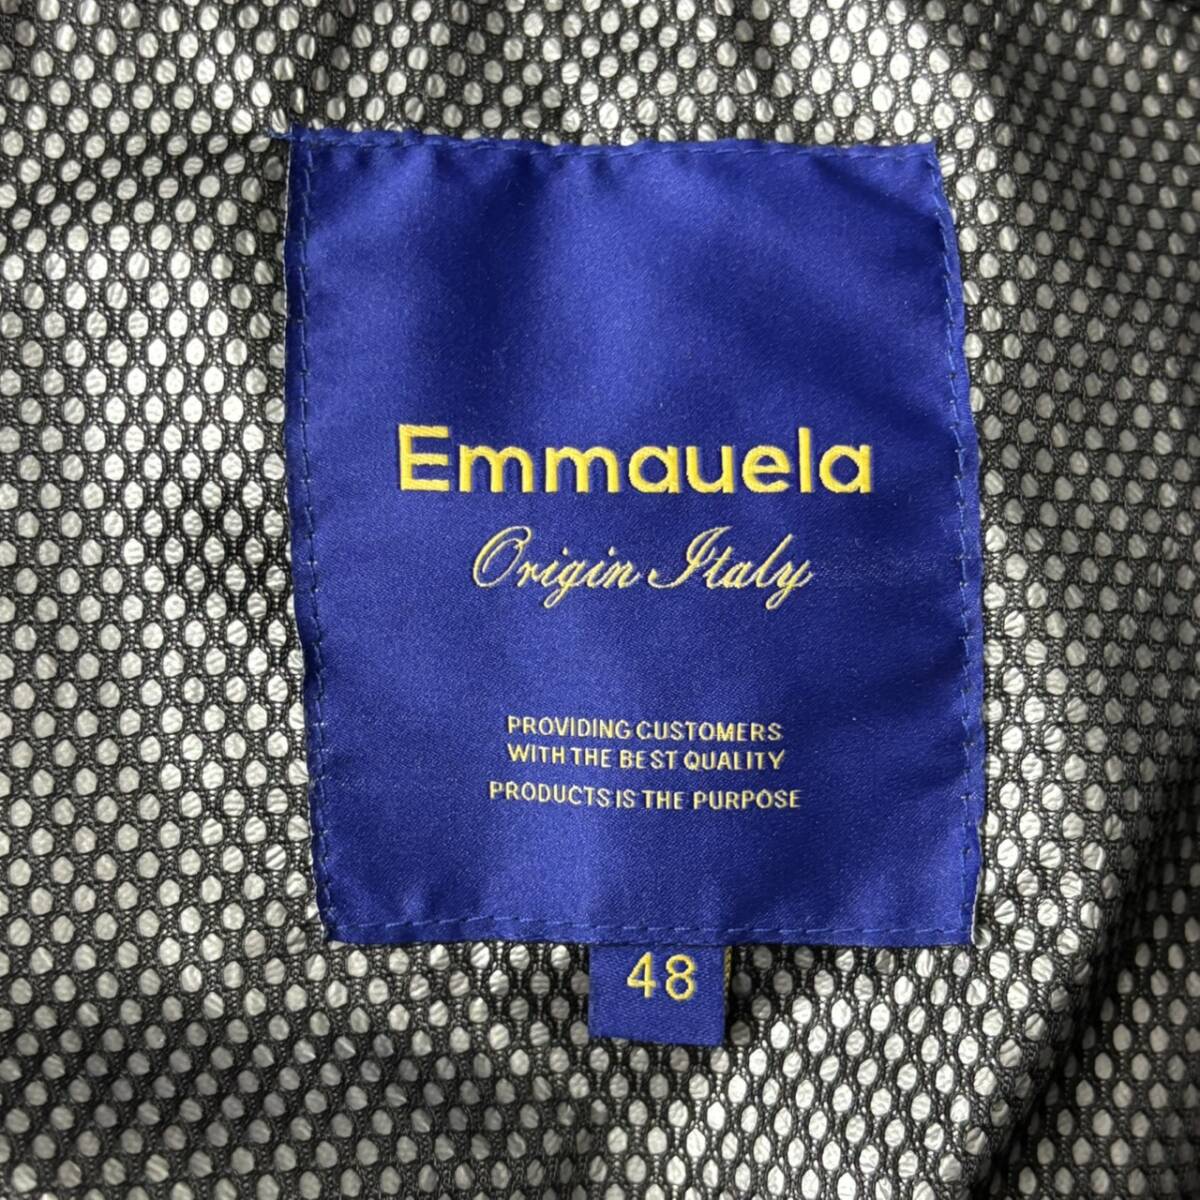 Emmauela
Origin Italy
PROVIDING CUSTOMERS
WITH THE BEST QUALITY
PRODUCTS IS THE PURPOSE
48